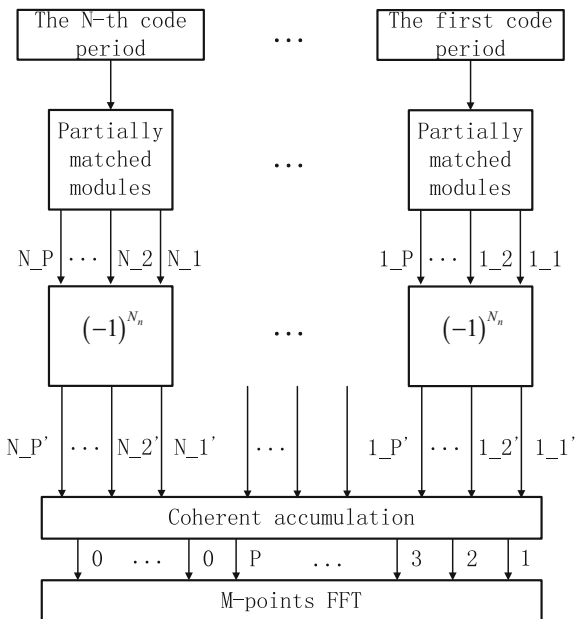 The N-th code period ... The first code period
Partially matched modules ... Partially matched modules
N_P ... N_2 N_1 1_P ... 1_2 1_1
(-1)^{N_n} ... (-1)^{N_n}
N_P' ... N_2' N_1' ... ... 1_P' ... 1_2' 1_1'
Coherent accumulation
0 ... 0 P ... 3 2 1
M-points FFT